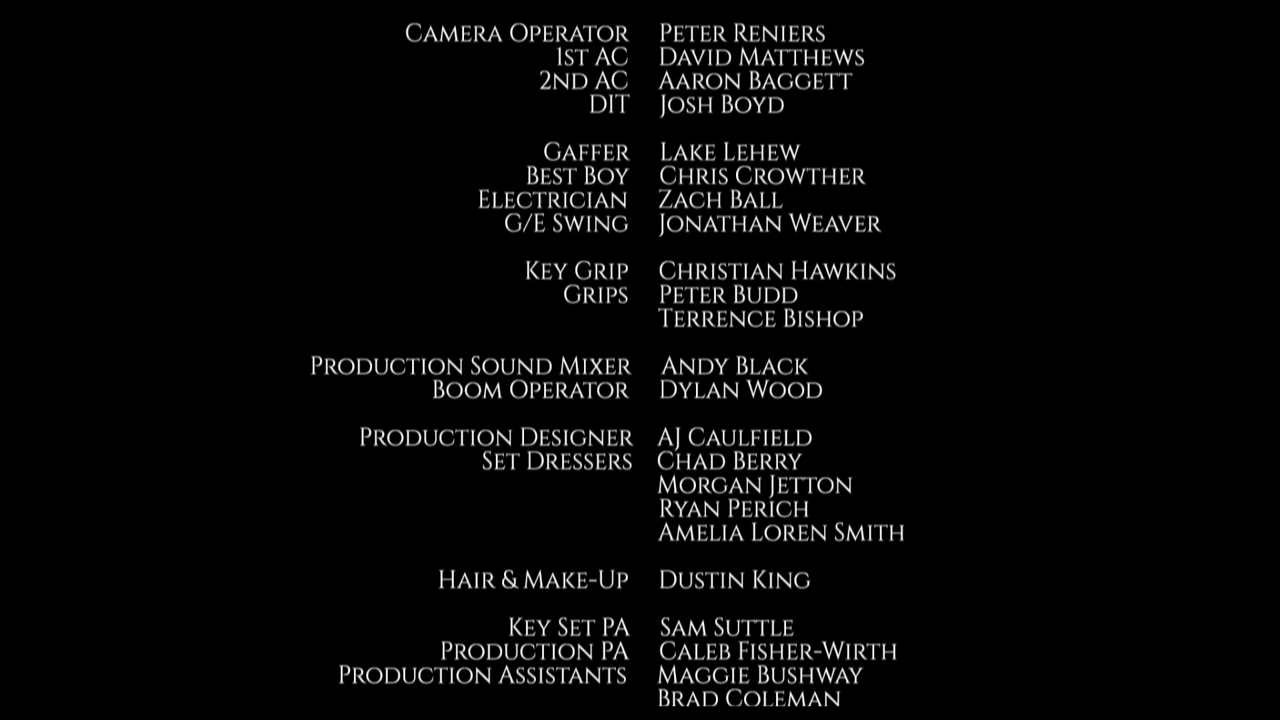 Camera Operator Peter Reniers
1st AC David Matthews
2nd AC Aaron Baggett
DIT Josh Boyd
Gaffer Lake Lehew
Best Boy Chris Crowther
Electrician Zach Ball
G/E Swing Jonathan Weaver
Key Grip Christian Hawkins
Grips Peter Budd
Terrence Bishop
Production Sound Mixer Andy Black
Boom Operator Dylan Wood
Production Designer AJ Caulfield
Set Dressers Chad Berry
Morgan Jetton
Ryan Perich
Amelia Loren Smith
Hair & Make-Up Dustin King
Key Set PA Sam Suttle
Production PA Caleb Fisher-Wirth
Production Assistants Maggie Bushway
Brad Coleman